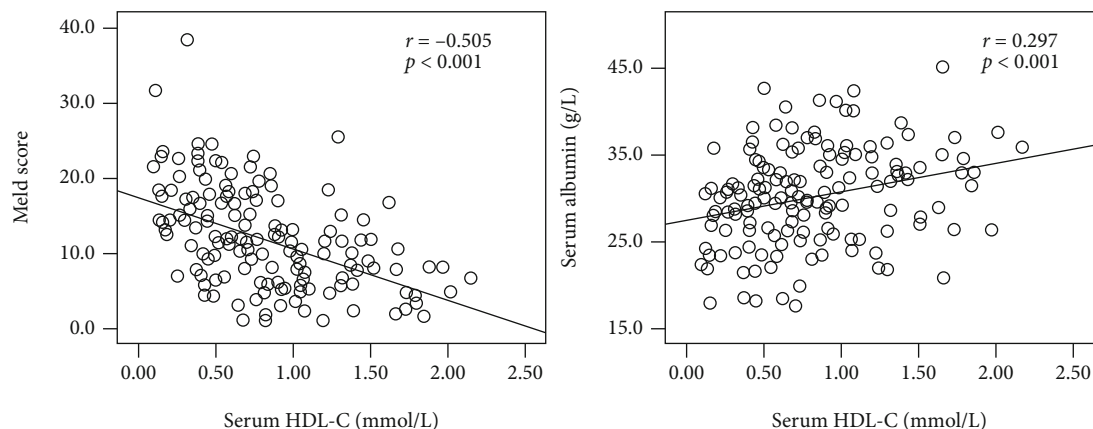 40.0
30.0
20.0
10.0
0.0
Meld score
r = –0.505
p < 0.001
0.00 0.50 1.00 1.50 2.00 2.50
Serum HDL-C (mmol/L)
45.0
35.0
25.0
15.0
Serum albumin (g/L)
r = 0.297
p < 0.001
0.00 0.50 1.00 1.50 2.00 2.50
Serum HDL-C (mmol/L)